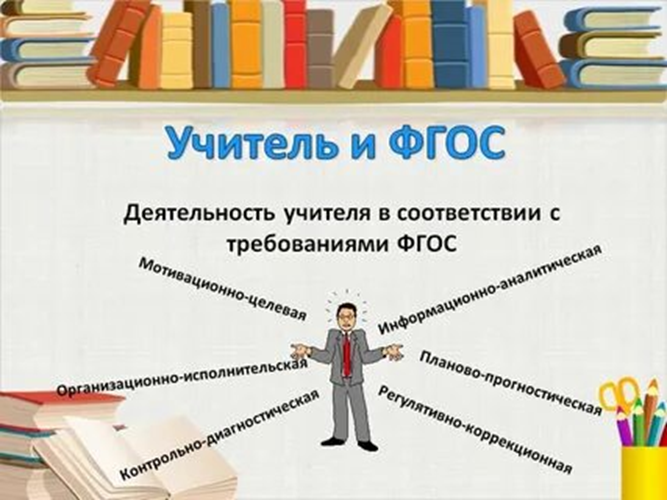 Учитель и ФГОС
Деятельность учителя в соответствии с
требованиями ФГОС
Мотивационно-целевая
Информационно-аналитическая
Организационно-исполнительская
Планово-прогностическая
Контрольно-диагностическая
Регулятивно-коррекционная